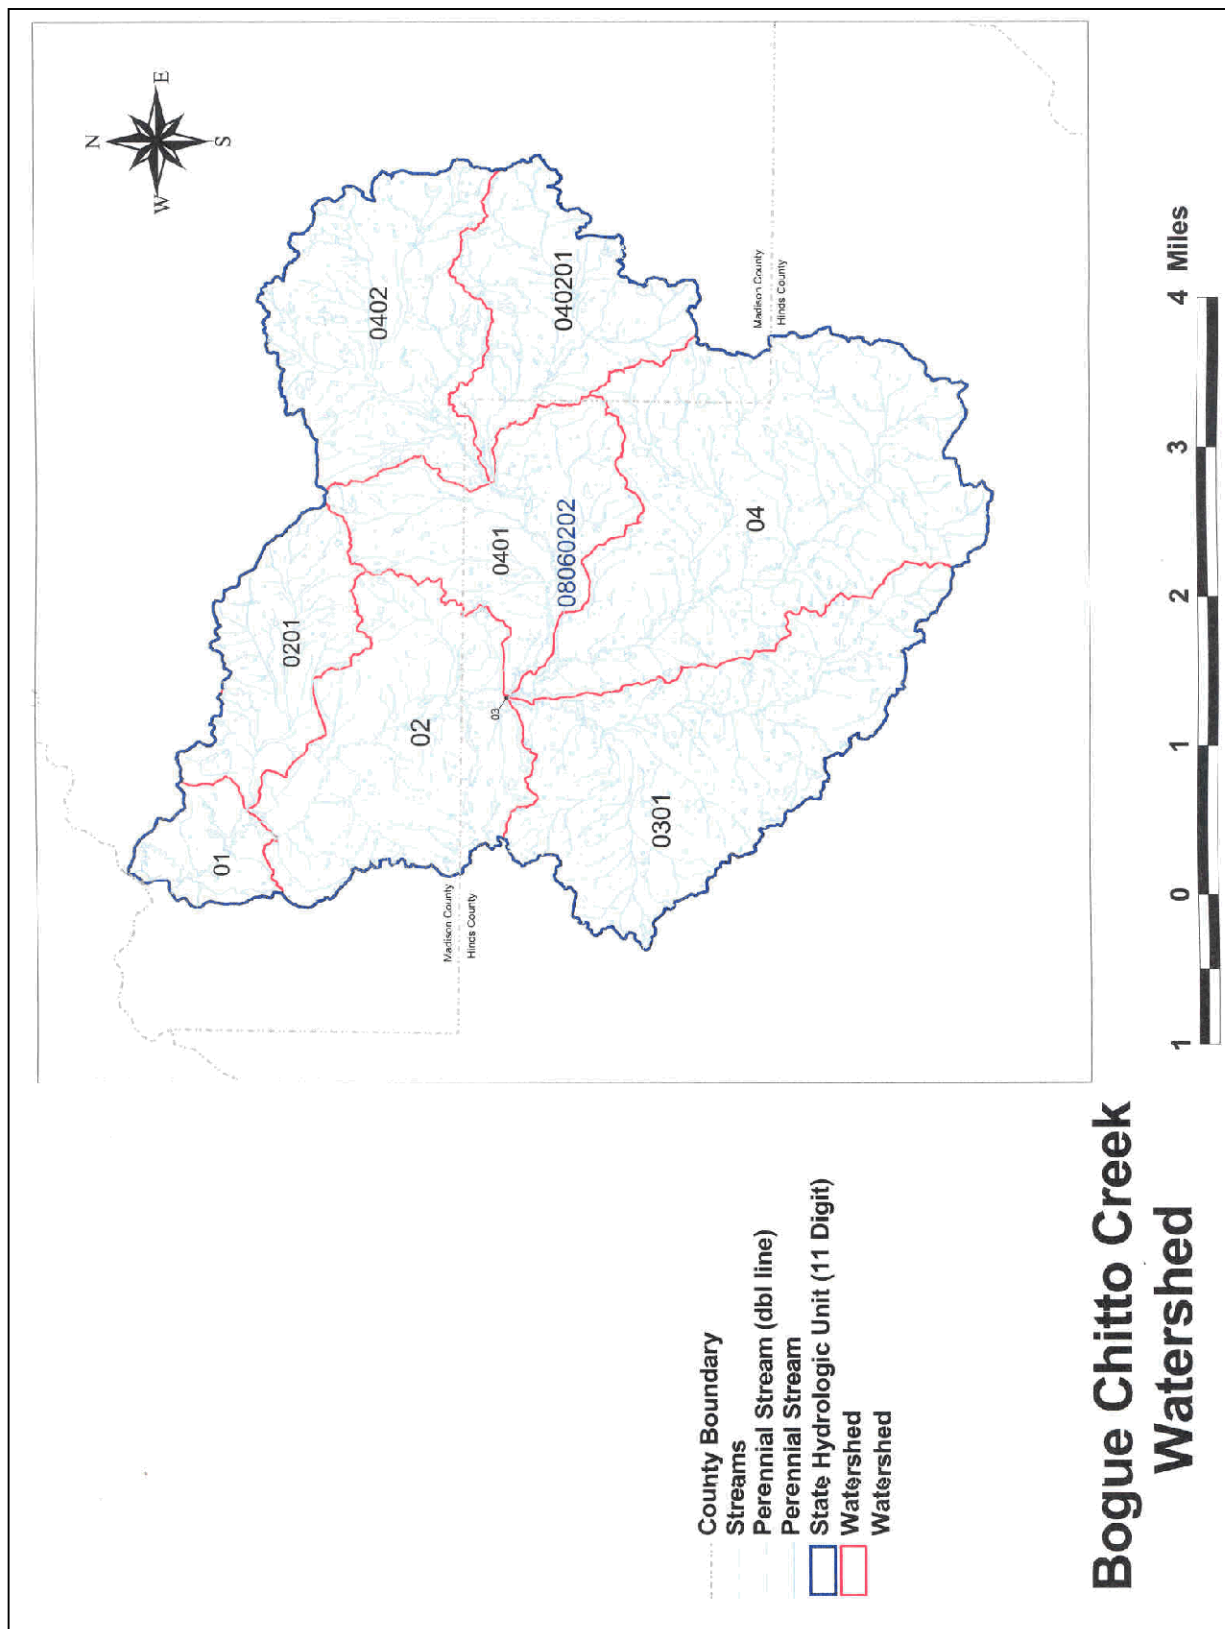 N
W
E
S
0402
040201
0201
02
01
0401
08060202
04
03
0301
Madison County
Hinds County
Madison County
Hinds County
County Boundary
Streams
Perennial Stream (dbl line)
Perennial Stream
State Hydrologic Unit (11 Digit)
Watershed
Watershed
1 0 1 2 3 4 Miles
Bogue Chitto Creek
Watershed